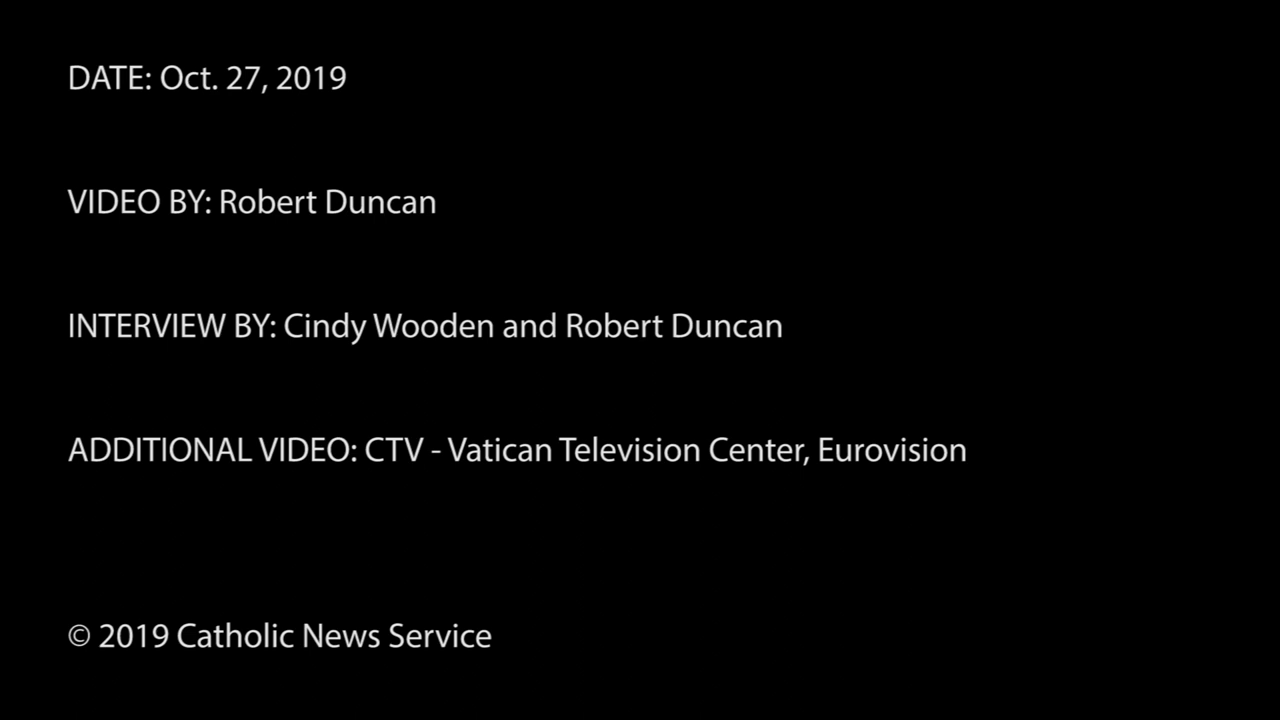 DATE: Oct. 27, 2019
VIDEO BY: Robert Duncan
INTERVIEW BY: Cindy Wooden and Robert Duncan
ADDITIONAL VIDEO: CTV - Vatican Television Center, Eurovision
© 2019 Catholic News Service